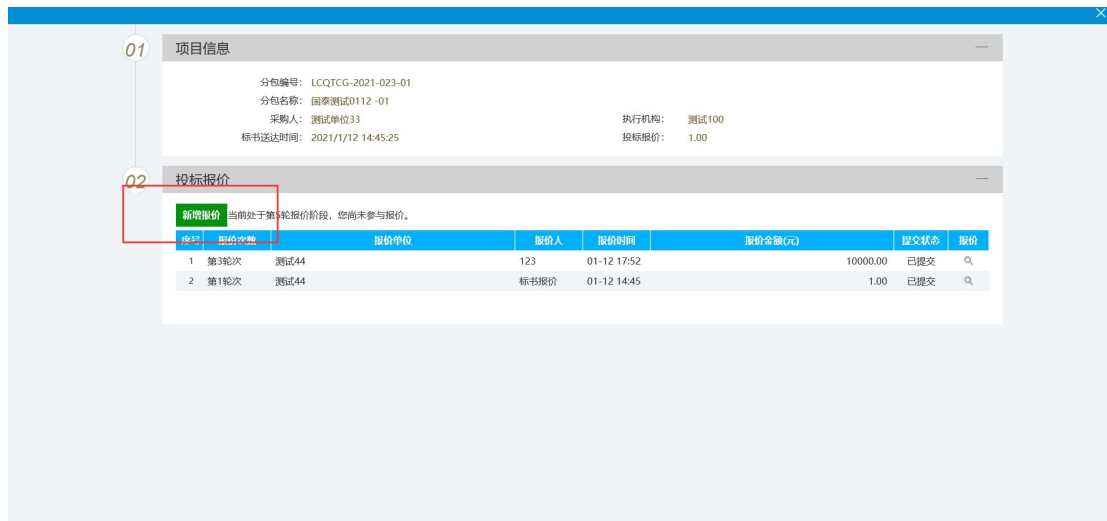 01 项目信息
分包编号： LCQTCG-2021-023-01
分包名称： 国泰测试0112 -01
采购人： 测试单位33 执行机构： 测试100
标书送达时间： 2021/1/12 14:45:25 投标报价： 1.00
02 投标报价
新增报价 当前处于第5轮报价阶段，您尚未参与报价。
序号 报价次数 报价单位 报价人 报价时间 报价金额(元) 提交状态 报价
1 第3轮次 测试44 123 01-12 17:52 10000.00 已提交
2 第1轮次 测试44 标书报价 01-12 14:45 1.00 已提交